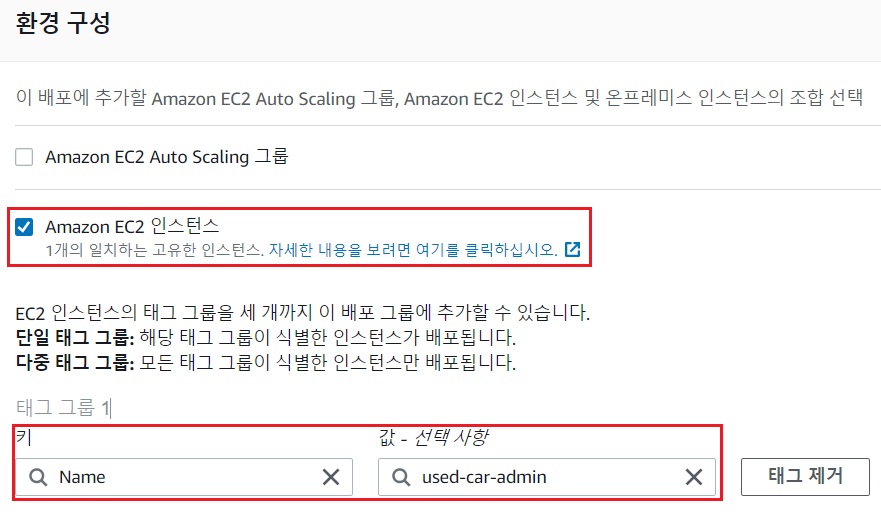 환경 구성
이 배포에 추가할 Amazon EC2 Auto Scaling 그룹, Amazon EC2 인스턴스 및 온프레미스 인스턴스의 조합 선택
Amazon EC2 Auto Scaling 그룹
Amazon EC2 인스턴스
1개의 일치하는 고유한 인스턴스. 자세한 내용을 보려면 여기를 클릭하십시오.
EC2 인스턴스의 태그 그룹을 세 개까지 이 배포 그룹에 추가할 수 있습니다.
단일 태그 그룹: 해당 태그 그룹이 식별한 인스턴스가 배포됩니다.
다중 태그 그룹: 모든 태그 그룹이 식별한 인스턴스만 배포됩니다.
태그 그룹 1
키 값 - 선택 사항
Name used-car-admin 태그 제거